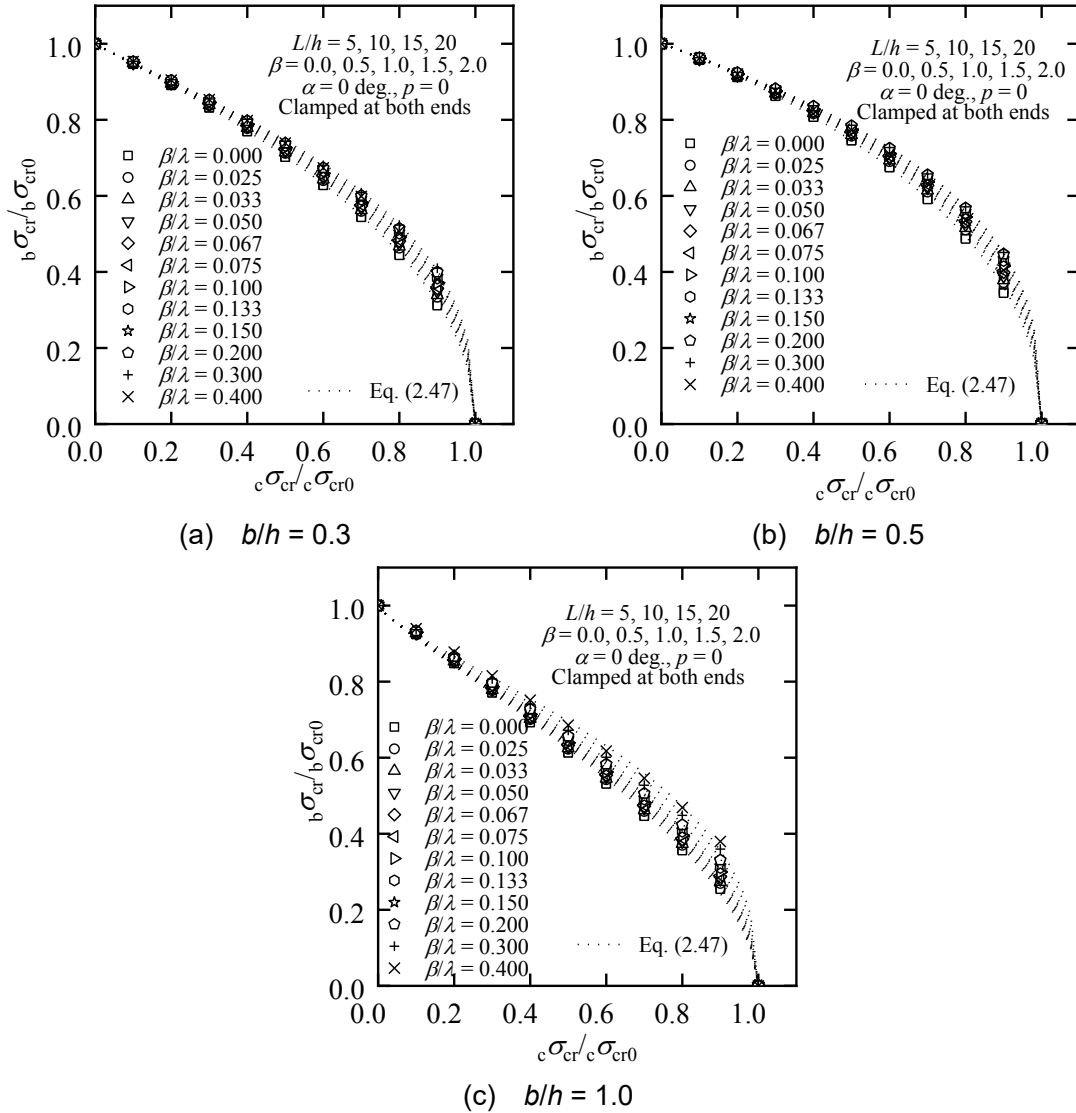 1.0
0.8
0.6
0.4
0.2
0.0
bσcr/bσcr0
L/h = 5, 10, 15, 20
β = 0.0, 0.5, 1.0, 1.5, 2.0
α = 0 deg., p = 0
Clamped at both ends
β/λ = 0.000
β/λ = 0.025
β/λ = 0.033
β/λ = 0.050
β/λ = 0.067
β/λ = 0.075
β/λ = 0.100
β/λ = 0.133
β/λ = 0.150
β/λ = 0.200
β/λ = 0.300
β/λ = 0.400
Eq. (2.47)
0.0 0.2 0.4 0.6 0.8 1.0
cσcr/cσcr0
(a) b/h = 0.3
1.0
0.8
0.6
0.4
0.2
0.0
bσcr/bσcr0
L/h = 5, 10, 15, 20
β = 0.0, 0.5, 1.0, 1.5, 2.0
α = 0 deg., p = 0
Clamped at both ends
β/λ = 0.000
β/λ = 0.025
β/λ = 0.033
β/λ = 0.050
β/λ = 0.067
β/λ = 0.075
β/λ = 0.100
β/λ = 0.133
β/λ = 0.150
β/λ = 0.200
β/λ = 0.300
β/λ = 0.400
Eq. (2.47)
0.0 0.2 0.4 0.6 0.8 1.0
cσcr/cσcr0
(b) b/h = 0.5
1.0
0.8
0.6
0.4
0.2
0.0
bσcr/bσcr0
L/h = 5, 10, 15, 20
β = 0.0, 0.5, 1.0, 1.5, 2.0
α = 0 deg., p = 0
Clamped at both ends
β/λ = 0.000
β/λ = 0.025
β/λ = 0.033
β/λ = 0.050
β/λ = 0.067
β/λ = 0.075
β/λ = 0.100
β/λ = 0.133
β/λ = 0.150
β/λ = 0.200
β/λ = 0.300
β/λ = 0.400
Eq. (2.47)
0.0 0.2 0.4 0.6 0.8 1.0
cσcr/cσcr0
(c) b/h = 1.0